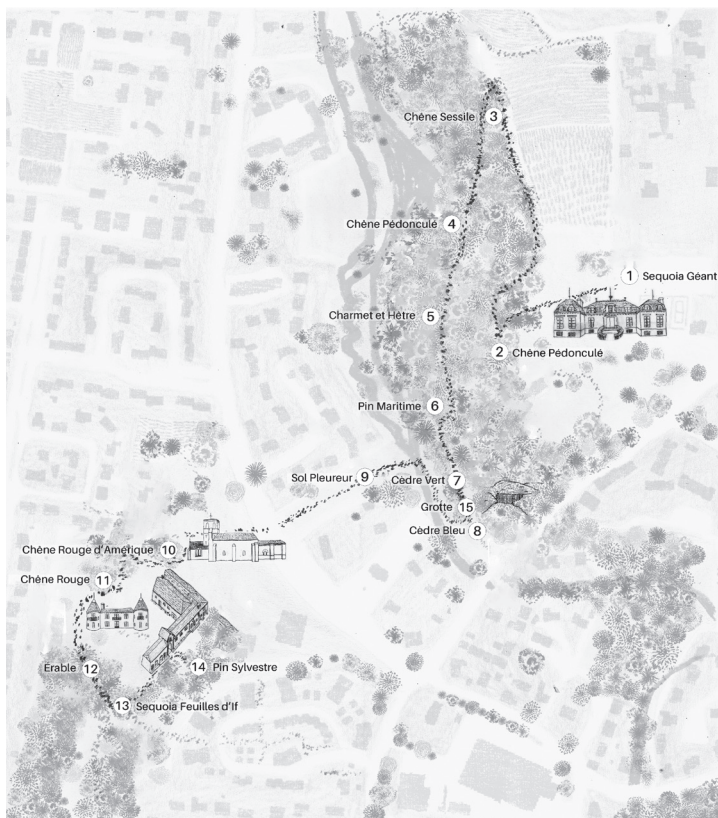 3
Chêne Sessile
Chêne Pédonculé 4
1 Sequoia Géant
Charmet et Hêtre 5
2 Chêne Pédonculé
Pin Maritime 6
Sol Pleureur 9
Cèdre Vert 7
Grotte 15
Cèdre Bleu 8
Chêne Rouge d'Amérique 10
Chêne Rouge 11
14 Pin Sylvestre
Erable 12
13 Sequoia Feuilles d'If